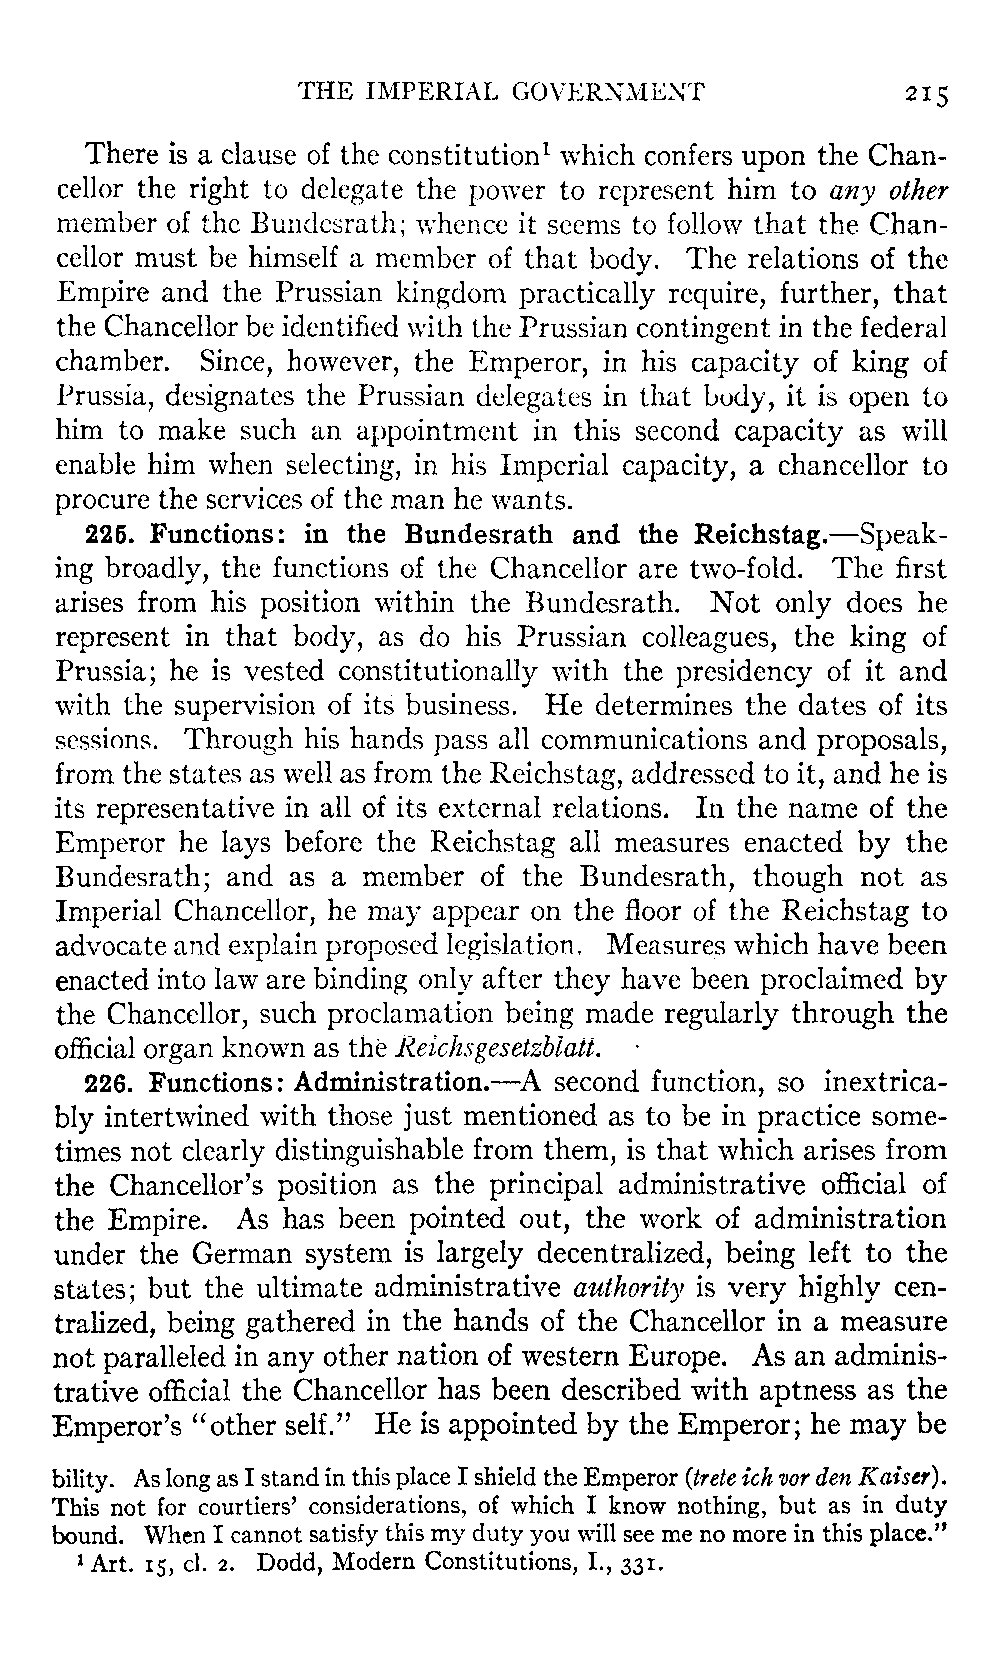 THE IMPERIAL GOVERNMENT 215
There is a clause of the constitution¹ which confers upon the Chan-
cellor the right to delegate the power to represent him to any other
member of the Bundesrath; whence it seems to follow that the Chan-
cellor must be himself a member of that body. The relations of the
Empire and the Prussian kingdom practically require, further, that
the Chancellor be identified with the Prussian contingent in the federal
chamber. Since, however, the Emperor, in his capacity of king of
Prussia, designates the Prussian delegates in that body, it is open to
him to make such an appointment in this second capacity as will
enable him when selecting, in his Imperial capacity, a chancellor to
procure the services of the man he wants.
225. Functions: in the Bundesrath and the Reichstag.—Speak-
ing broadly, the functions of the Chancellor are two-fold. The first
arises from his position within the Bundesrath. Not only does he
represent in that body, as do his Prussian colleagues, the king of
Prussia; he is vested constitutionally with the presidency of it and
with the supervision of its business. He determines the dates of its
sessions. Through his hands pass all communications and proposals,
from the states as well as from the Reichstag, addressed to it, and he is
its representative in all of its external relations. In the name of the
Emperor he lays before the Reichstag all measures enacted by the
Bundesrath; and as a member of the Bundesrath, though not as
Imperial Chancellor, he may appear on the floor of the Reichstag to
advocate and explain proposed legislation. Measures which have been
enacted into law are binding only after they have been proclaimed by
the Chancellor, such proclamation being made regularly through the
official organ known as the Reichsgesetzblatt.
226. Functions: Administration.—A second function, so inextrica-
bly intertwined with those just mentioned as to be in practice some-
times not clearly distinguishable from them, is that which arises from
the Chancellor's position as the principal administrative official of
the Empire. As has been pointed out, the work of administration
under the German system is largely decentralized, being left to the
states; but the ultimate administrative authority is very highly cen-
tralized, being gathered in the hands of the Chancellor in a measure
not paralleled in any other nation of western Europe. As an adminis-
trative official the Chancellor has been described with aptness as the
Emperor's "other self." He is appointed by the Emperor; he may be
bility. As long as I stand in this place I shield the Emperor (trete ich vor den Kaiser).
This not for courtiers' considerations, of which I know nothing, but as in duty
bound. When I cannot satisfy this my duty you will see me no more in this place."
¹ Art. 15, cl. 2. Dodd, Modern Constitutions, I., 331.